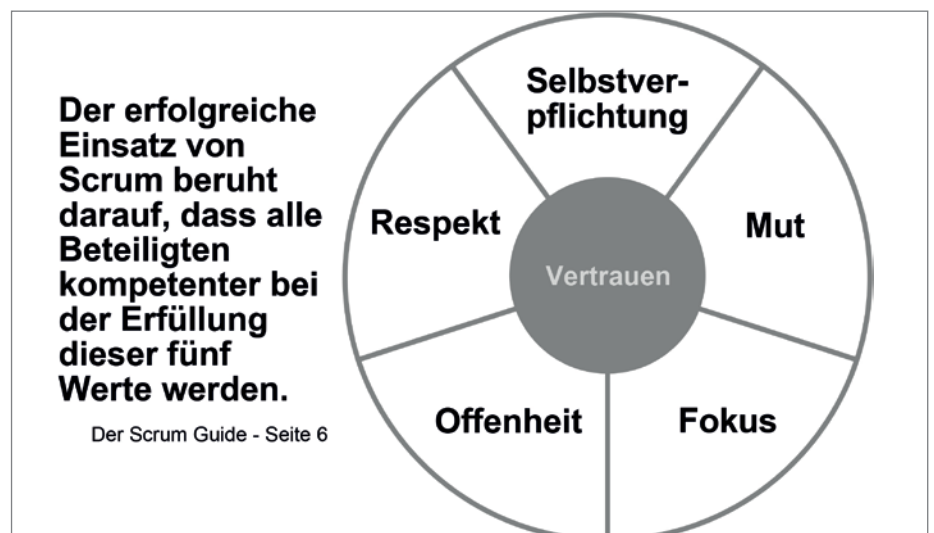 Der erfolgreiche
Einsatz von
Scrum beruht
darauf, dass alle
Beteiligten
kompetenter bei
der Erfüllung
dieser fünf
Werte werden.
Der Scrum Guide - Seite 6
Selbstver-
pflichtung
Respekt
Mut
Vertrauen
Offenheit
Fokus